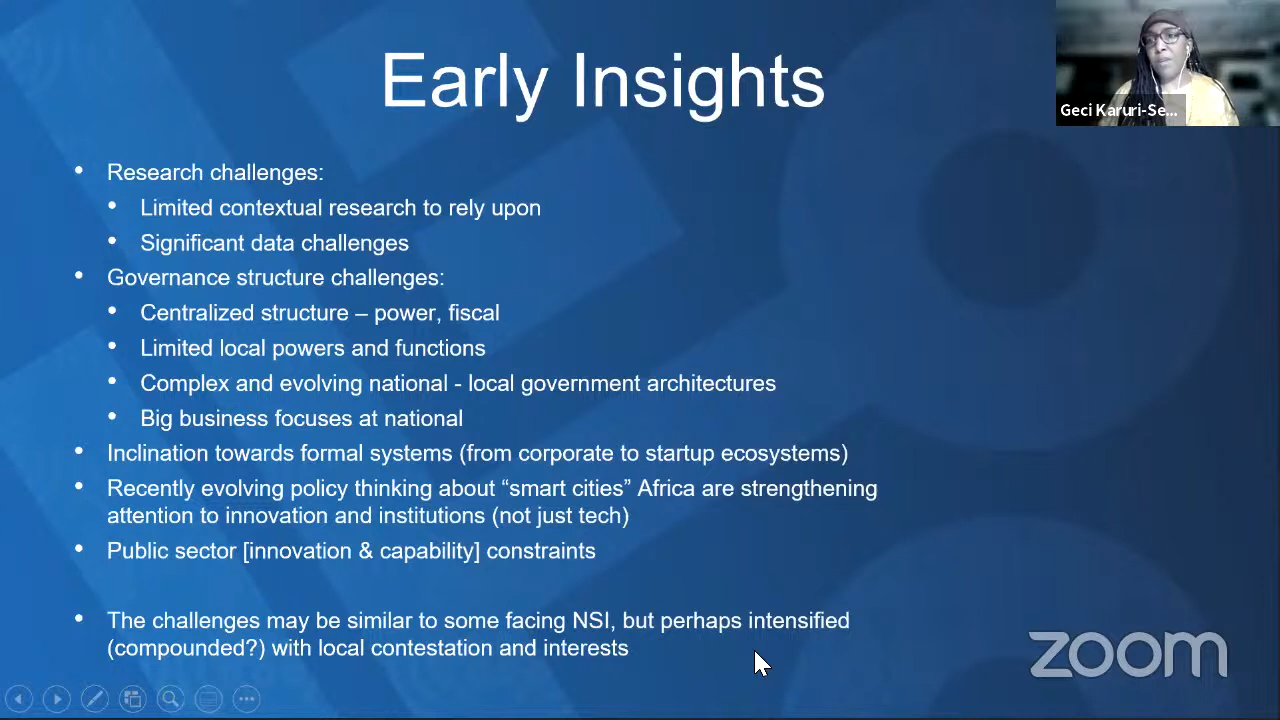 Early Insights
Geci Karuri-Se...
• Research challenges:
• Limited contextual research to rely upon
• Significant data challenges
• Governance structure challenges:
• Centralized structure – power, fiscal
• Limited local powers and functions
• Complex and evolving national - local government architectures
• Big business focuses at national
• Inclination towards formal systems (from corporate to startup ecosystems)
• Recently evolving policy thinking about “smart cities” Africa are strengthening
attention to innovation and institutions (not just tech)
• Public sector [innovation & capability] constraints
• The challenges may be similar to some facing NSI, but perhaps intensified
(compounded?) with local contestation and interests
zoom